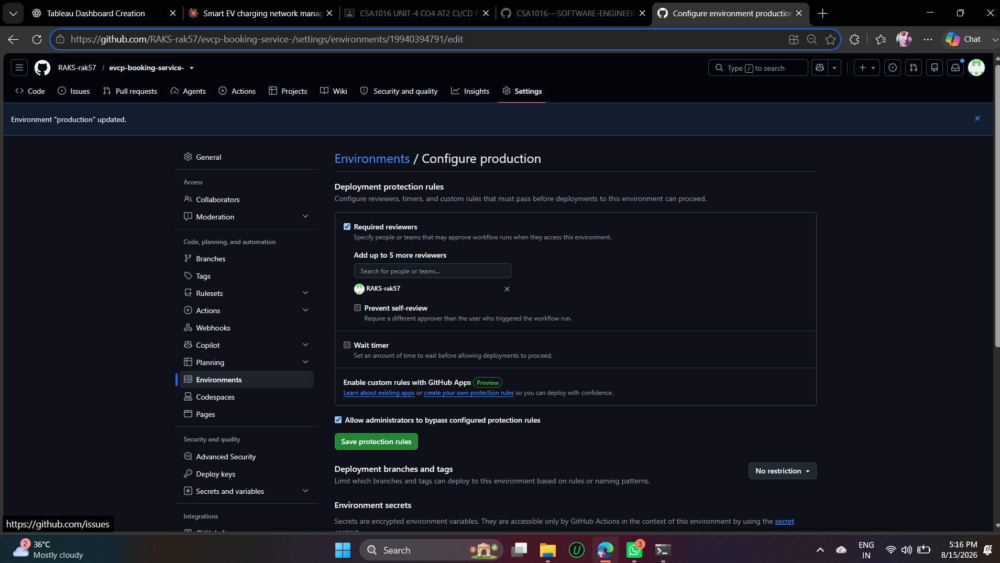 Tableau Dashboard Creation
Smart EV charging network manag
CSA1016 UNIT-4 CO4 AT2 CI/CD P
CSA1016---SOFTWARE-ENGINEER
Configure environment production
https://github.com/RAKS-rak57/evcp-booking-service-/settings/environments/19940394791/edit
Chat
RAKS-rak57 / evcp-booking-service-
Type / to search
Code
Issues
Pull requests
Agents
Actions
Projects
Wiki
Security and quality
Insights
Settings
Environment "production" updated.
General
Access
Collaborators
Moderation
Code, planning, and automation
Branches
Tags
Rulesets
Actions
Webhooks
Copilot
Planning
Environments
Codespaces
Pages
Security and quality
Advanced Security
Deploy keys
Secrets and variables
Integrations
Environments / Configure production
Deployment protection rules
Configure reviewers, timers, and custom rules that must pass before deployments to this environment can proceed.
Required reviewers
Specify people or teams that may approve workflow runs when they access this environment.
Add up to 5 more reviewers
Search for people or teams...
RAKS-rak57
Prevent self-review
Require a different approver than the user who triggered the workflow run.
Wait timer
Set an amount of time to wait before allowing deployments to proceed.
Enable custom rules with GitHub Apps Preview
Learn about existing apps or create your own protection rules so you can deploy with confidence.
Allow administrators to bypass configured protection rules
Save protection rules
Deployment branches and tags
No restriction
Limit which branches and tags can deploy to this environment based on rules or naming patterns.
Environment secrets
Secrets are encrypted environment variables. They are accessible only by GitHub Actions in the context of this environment by using the secret
https://github.com/issues
2
36°C
Mostly cloudy
Search
3
ENG
IN
5:16 PM
8/15/2026